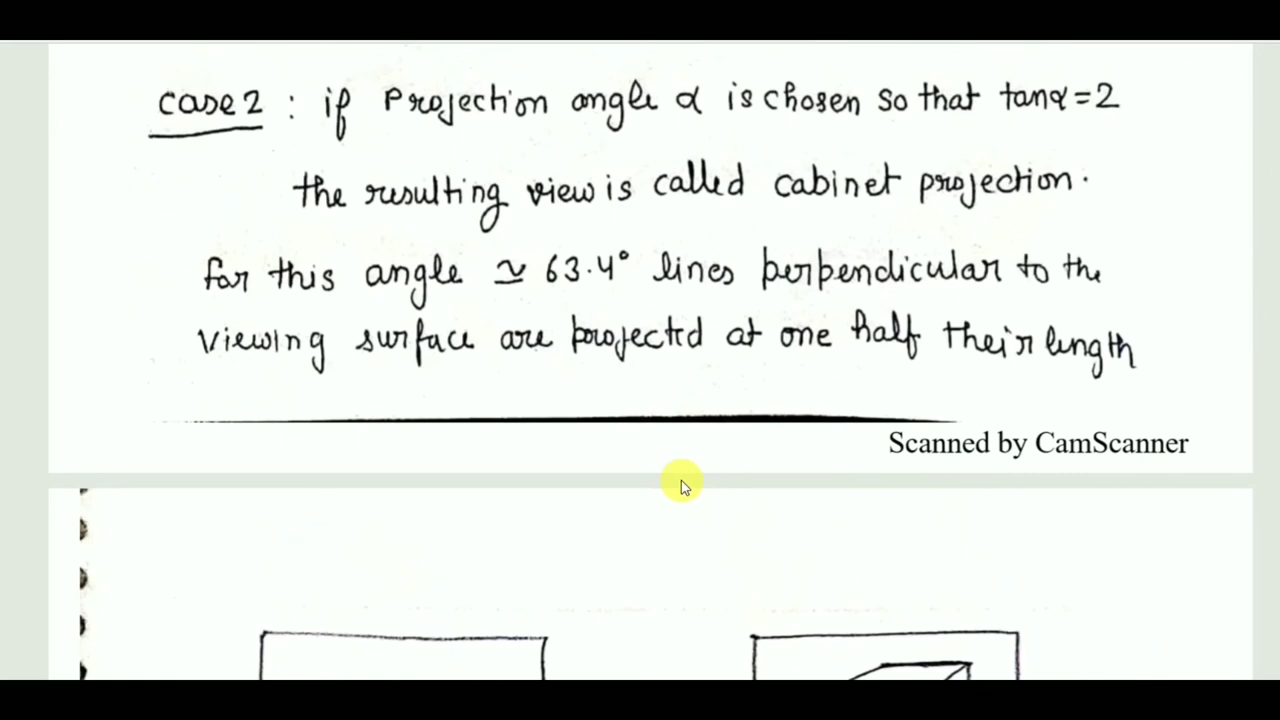 case 2 : if Projection angle α is chosen so that tanα = 2
the resulting view is called cabinet projection.
for this angle ≃ 63.4° lines perpendicular to the
viewing surface are projected at one half their length
Scanned by CamScanner